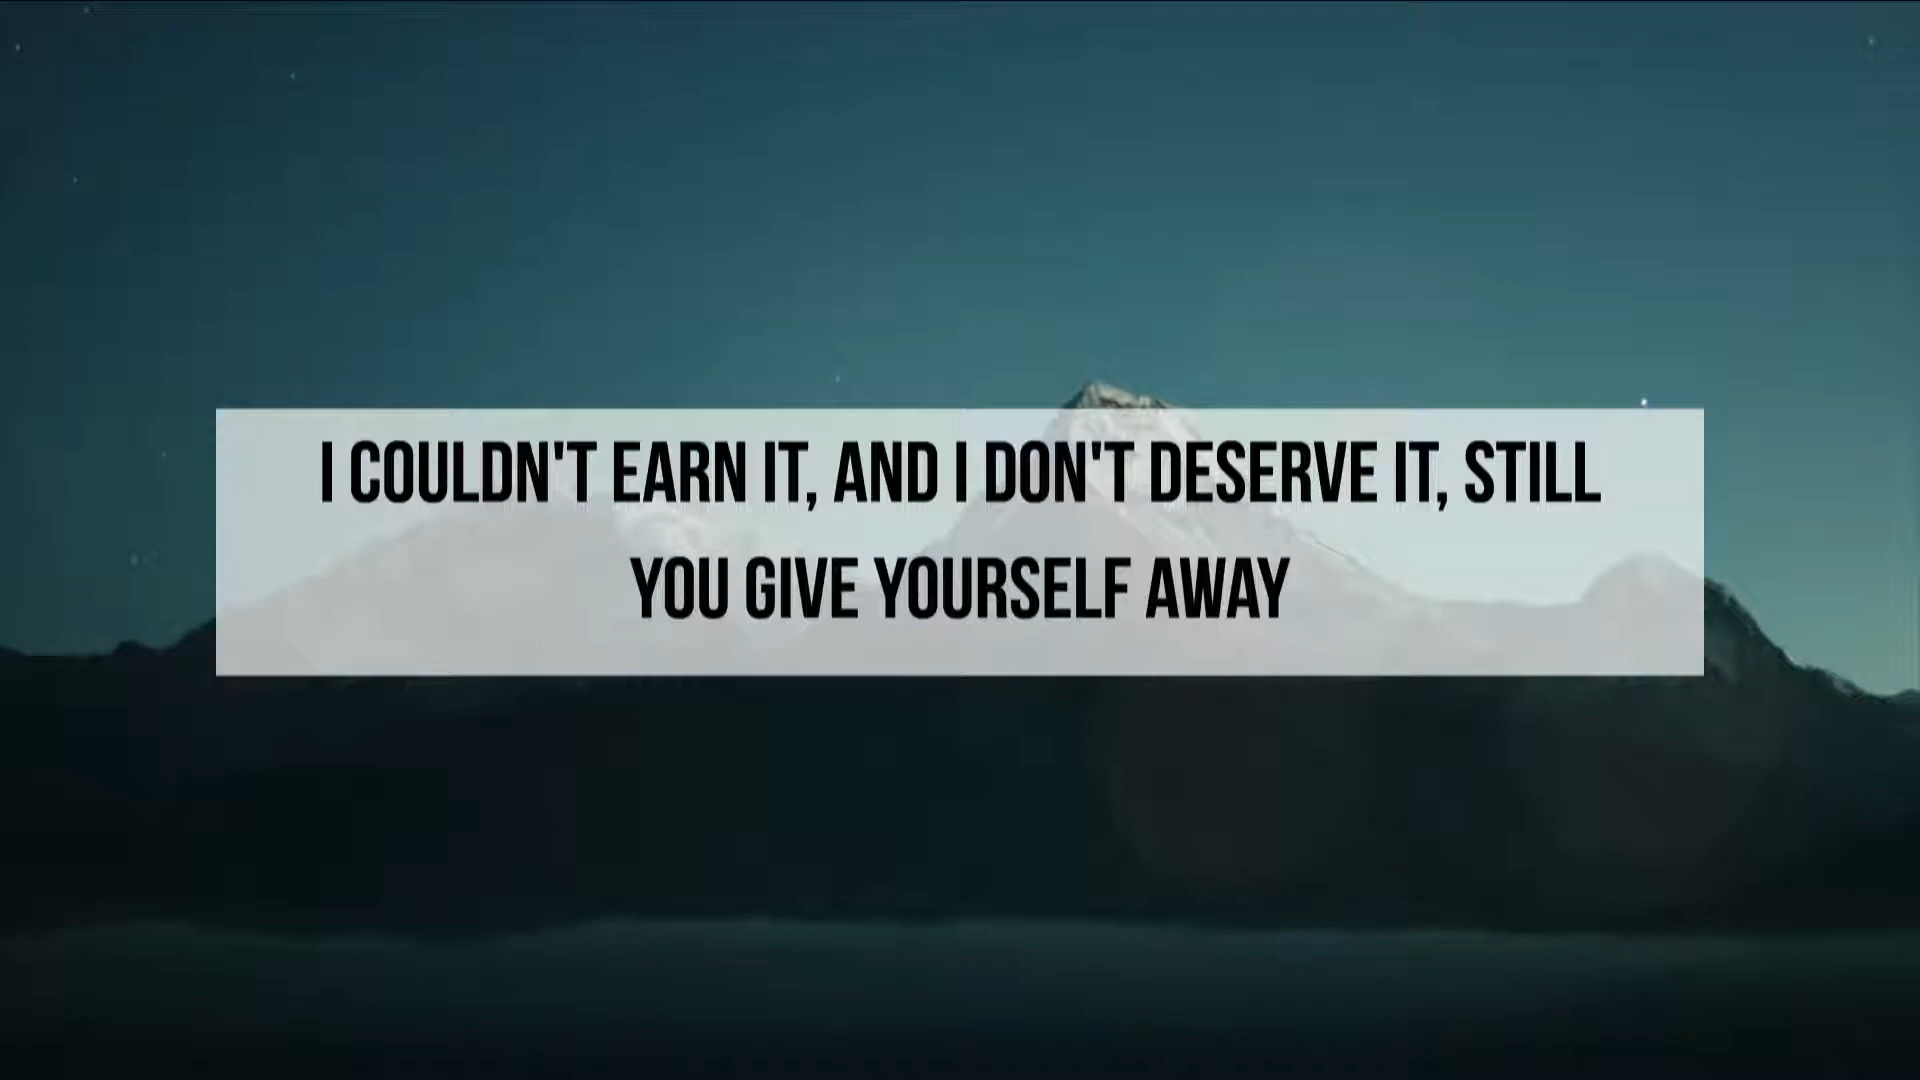 I COULDN'T EARN IT, AND I DON'T DESERVE IT, STILL
YOU GIVE YOURSELF AWAY